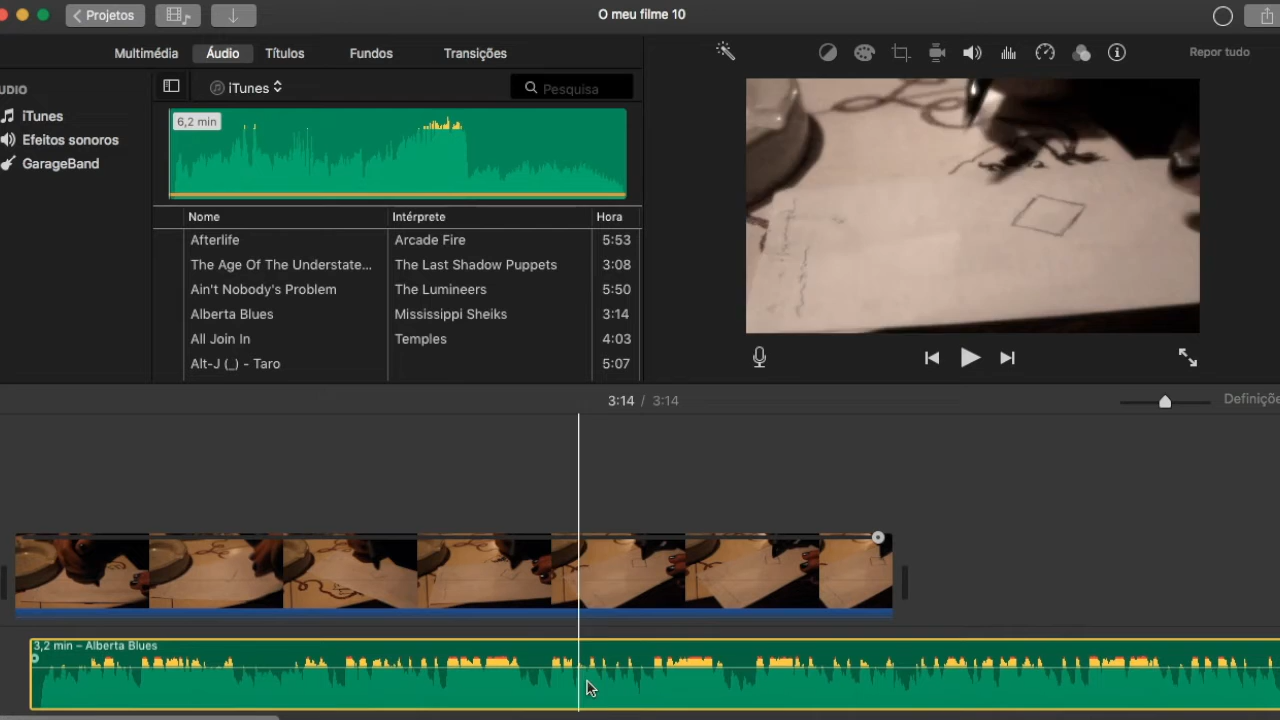 Projetos
O meu filme 10
Multimédia Áudio Títulos Fundos Transições
Repor tudo
UDIO
iTunes
Efeitos sonoros
GarageBand
iTunes
Pesquisa
6,2 min
Nome Intérprete Hora
Afterlife Arcade Fire 5:53
The Age Of The Understate... The Last Shadow Puppets 3:08
Ain't Nobody's Problem The Lumineers 5:50
Alberta Blues Mississippi Sheiks 3:14
All Join In Temples 4:03
Alt-J (_) - Taro 5:07
3:14 / 3:14
Definiçõe
3,2 min – Alberta Blues